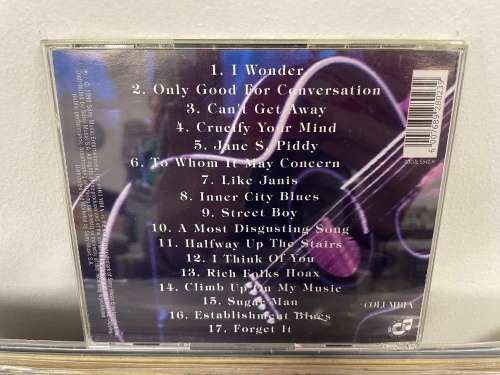 1. I Wonder
2. Only Good For Conversation
3. Can't Get Away
4. Crucify Your Mind
5. Jane S. Piddy
6. To Whom It May Concern
7. Like Janis
8. Inner City Blues
9. Street Boy
10. A Most Disgusting Song
11. Halfway Up The Stairs
12. I Think Of You
13. Rich Folks Hoax
14. Climb Up On My Music
15. Sugar Man
16. Establishment Blues
17. Forget It
COLUMBIA